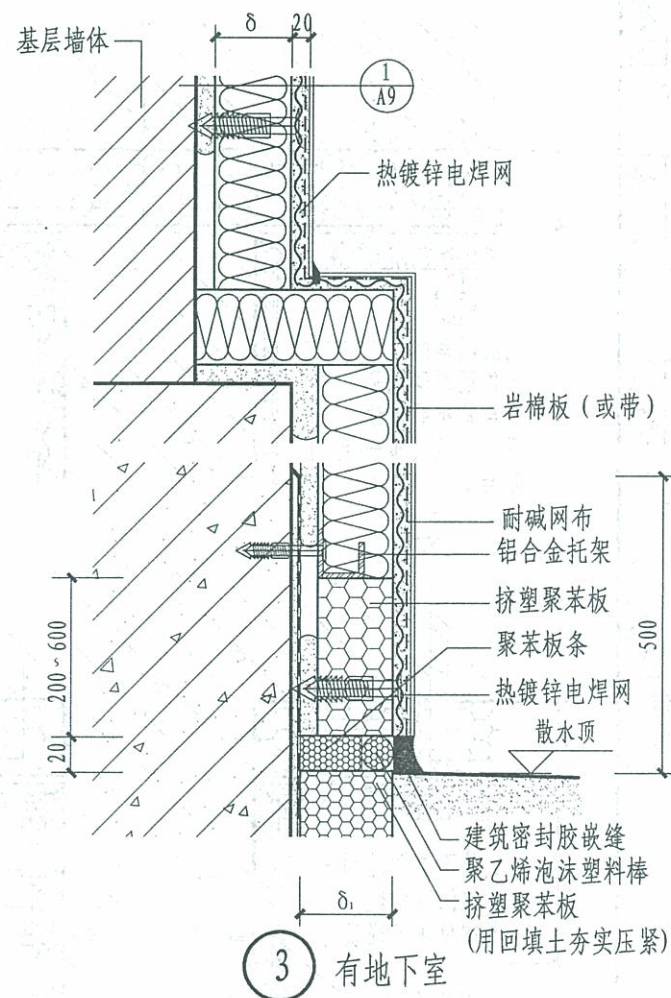 δ
20
基层墙体
1
A9
热镀锌电焊网
岩棉板（或带）
耐碱网布
铝合金托架
挤塑聚苯板
200~600
500
聚苯板条
热镀锌电焊网
散水顶
20
建筑密封胶嵌缝
聚乙烯泡沫塑料棒
δ₁
挤塑聚苯板
(用回填土夯实压紧)
3 有地下室